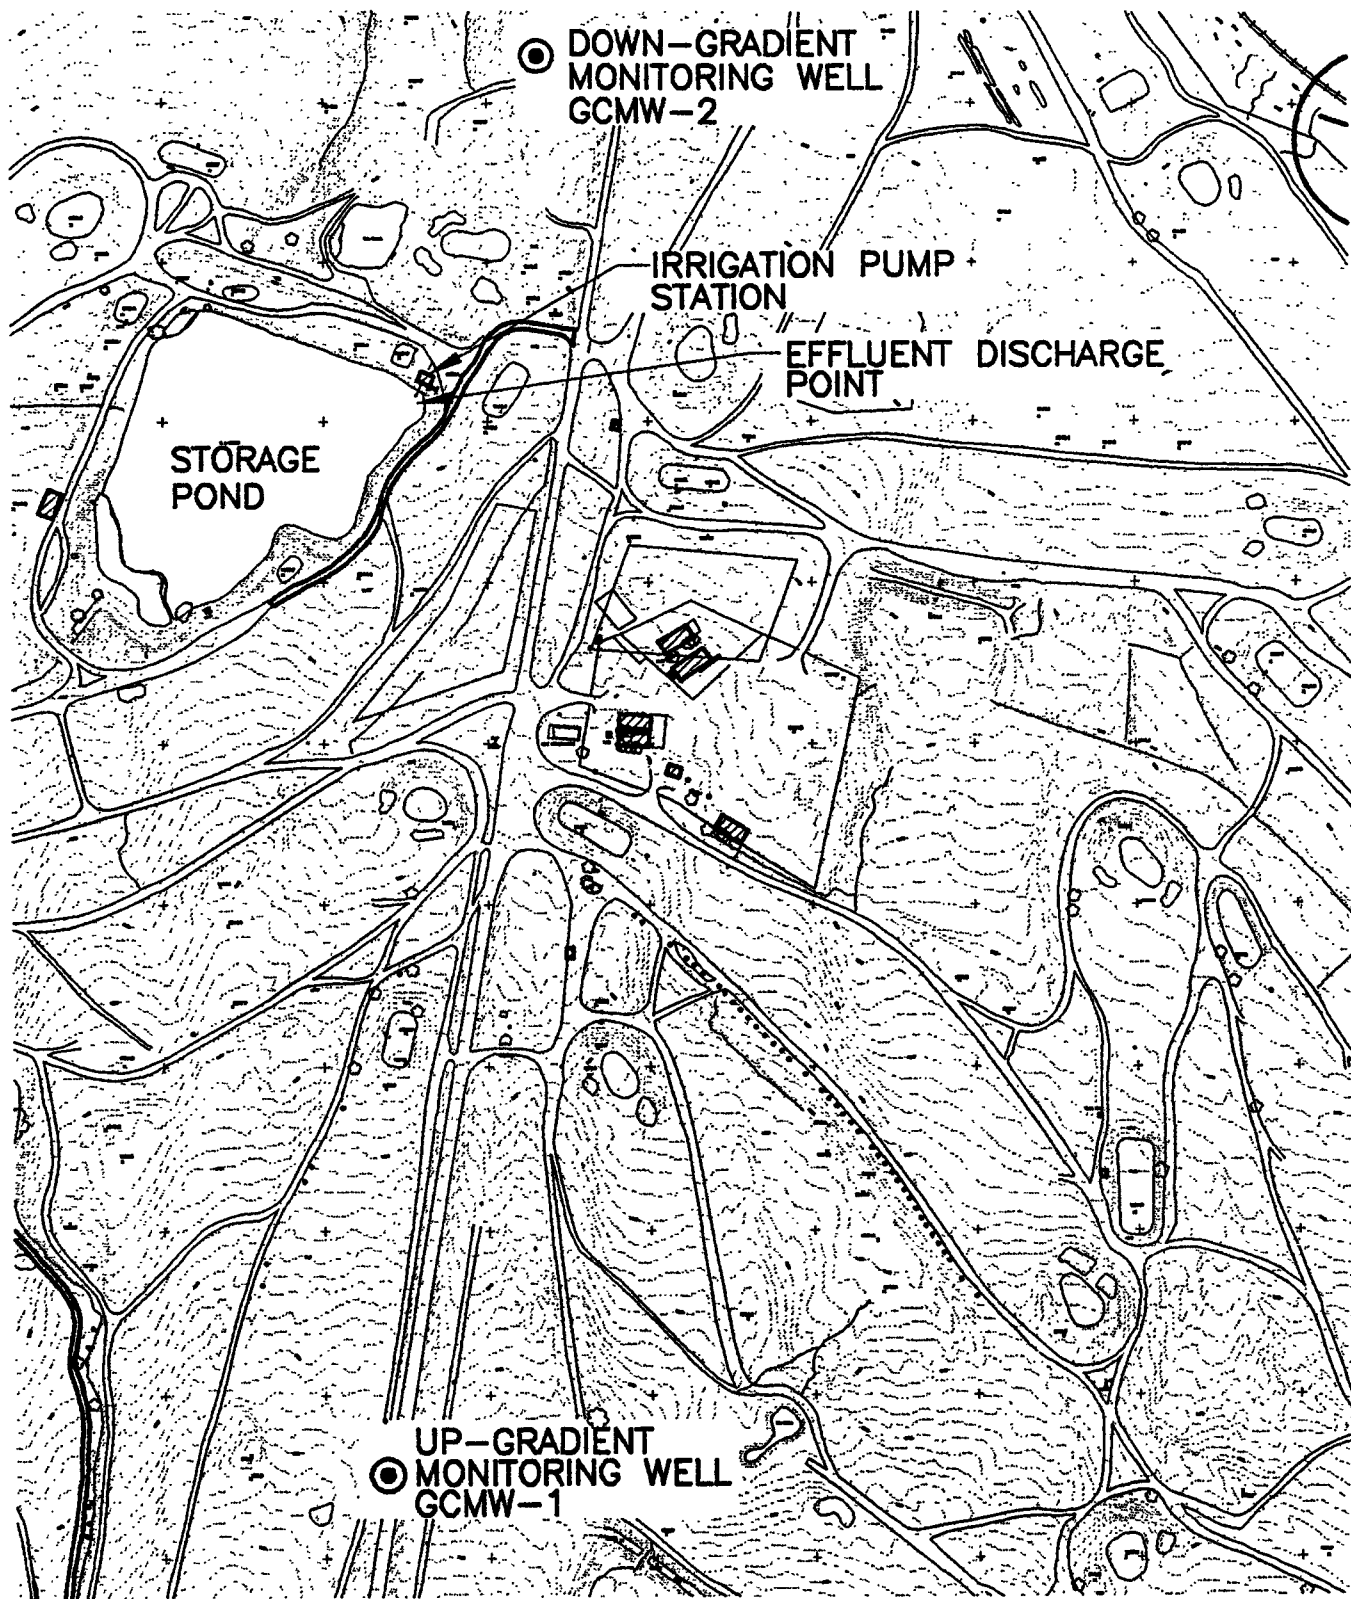 DOWN-GRADIENT
MONITORING WELL
GCMW-2
IRRIGATION PUMP
STATION
EFFLUENT DISCHARGE
POINT
STORAGE
POND
UP-GRADIENT
MONITORING WELL
GCMW-1